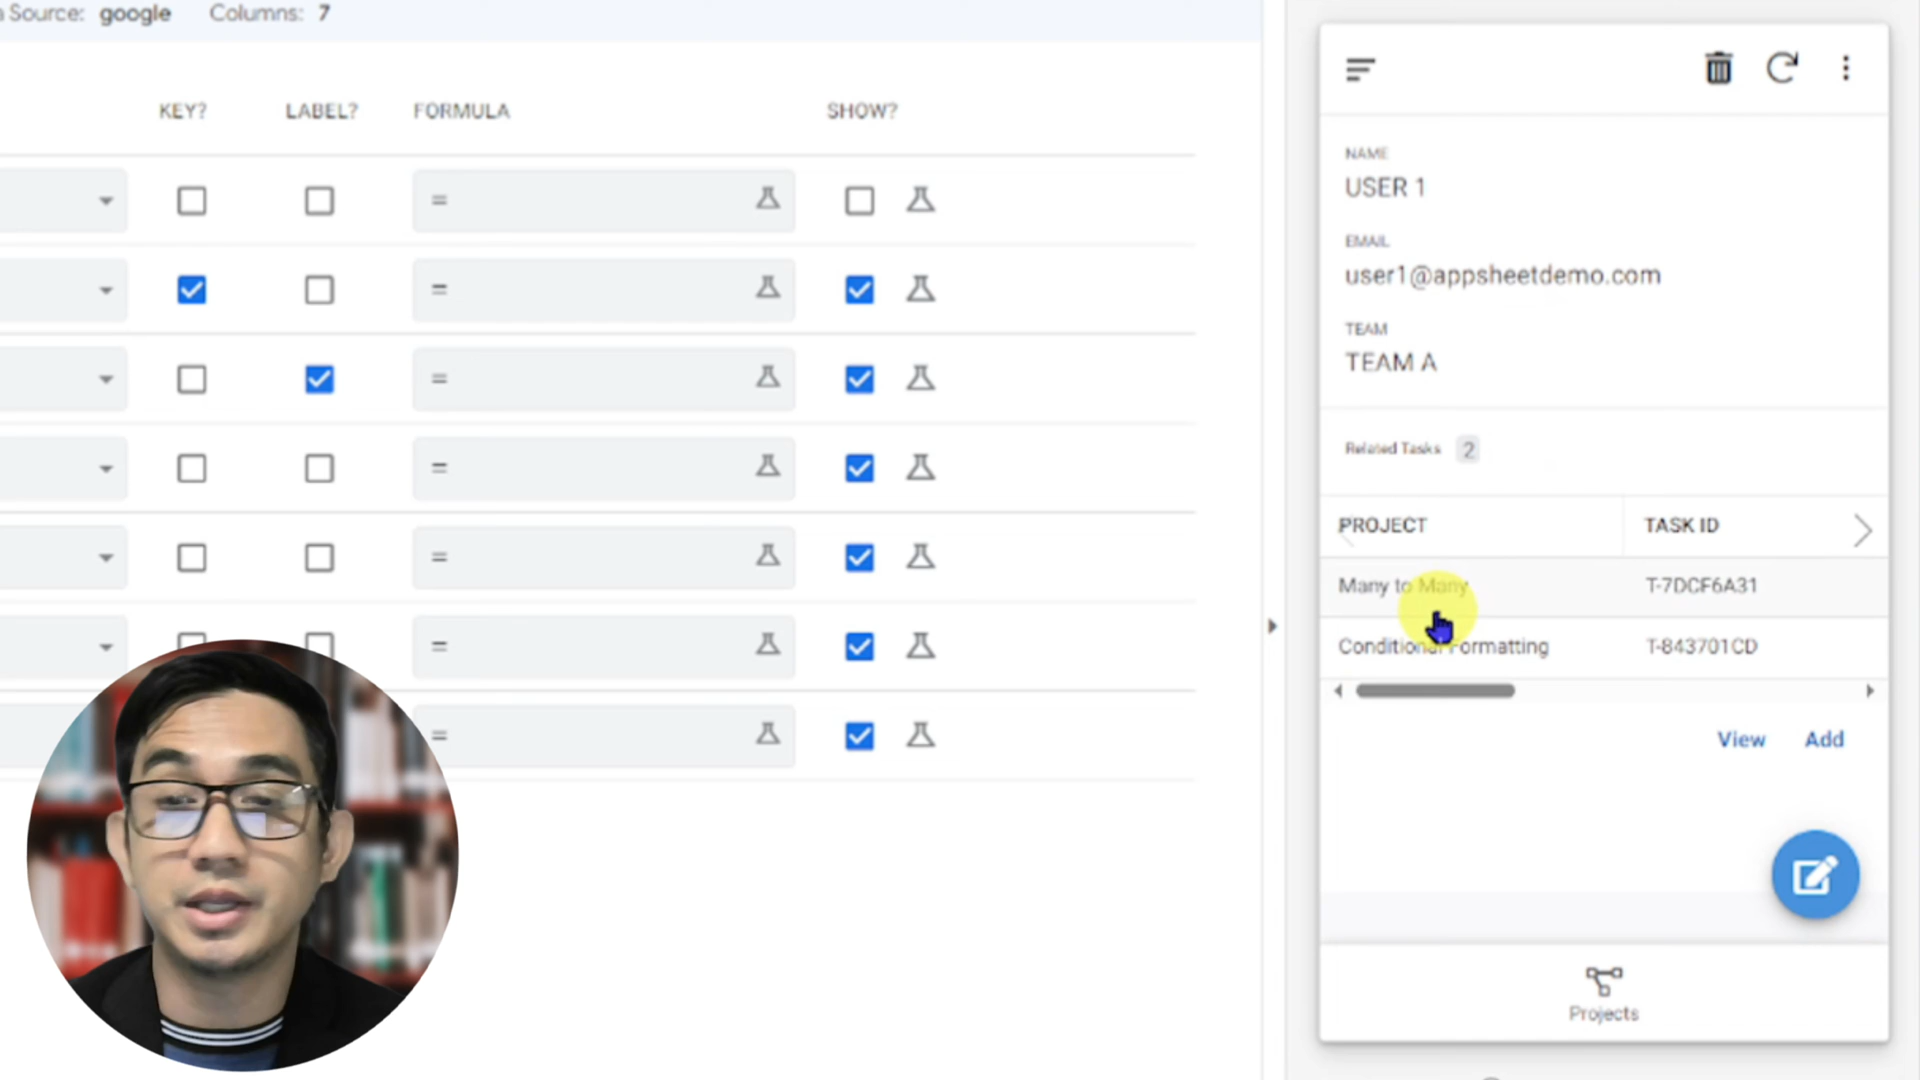 Source: google Columns: 7
KEY? LABEL? FORMULA SHOW?
=
=
=
=
=
=
=
NAME
USER 1
EMAIL
user1@appsheetdemo.com
TEAM
TEAM A
Related Tasks 2
PROJECT TASK ID
Many to Many T-7DCF6A31
Conditional Formatting T-843701CD
View Add
Projects